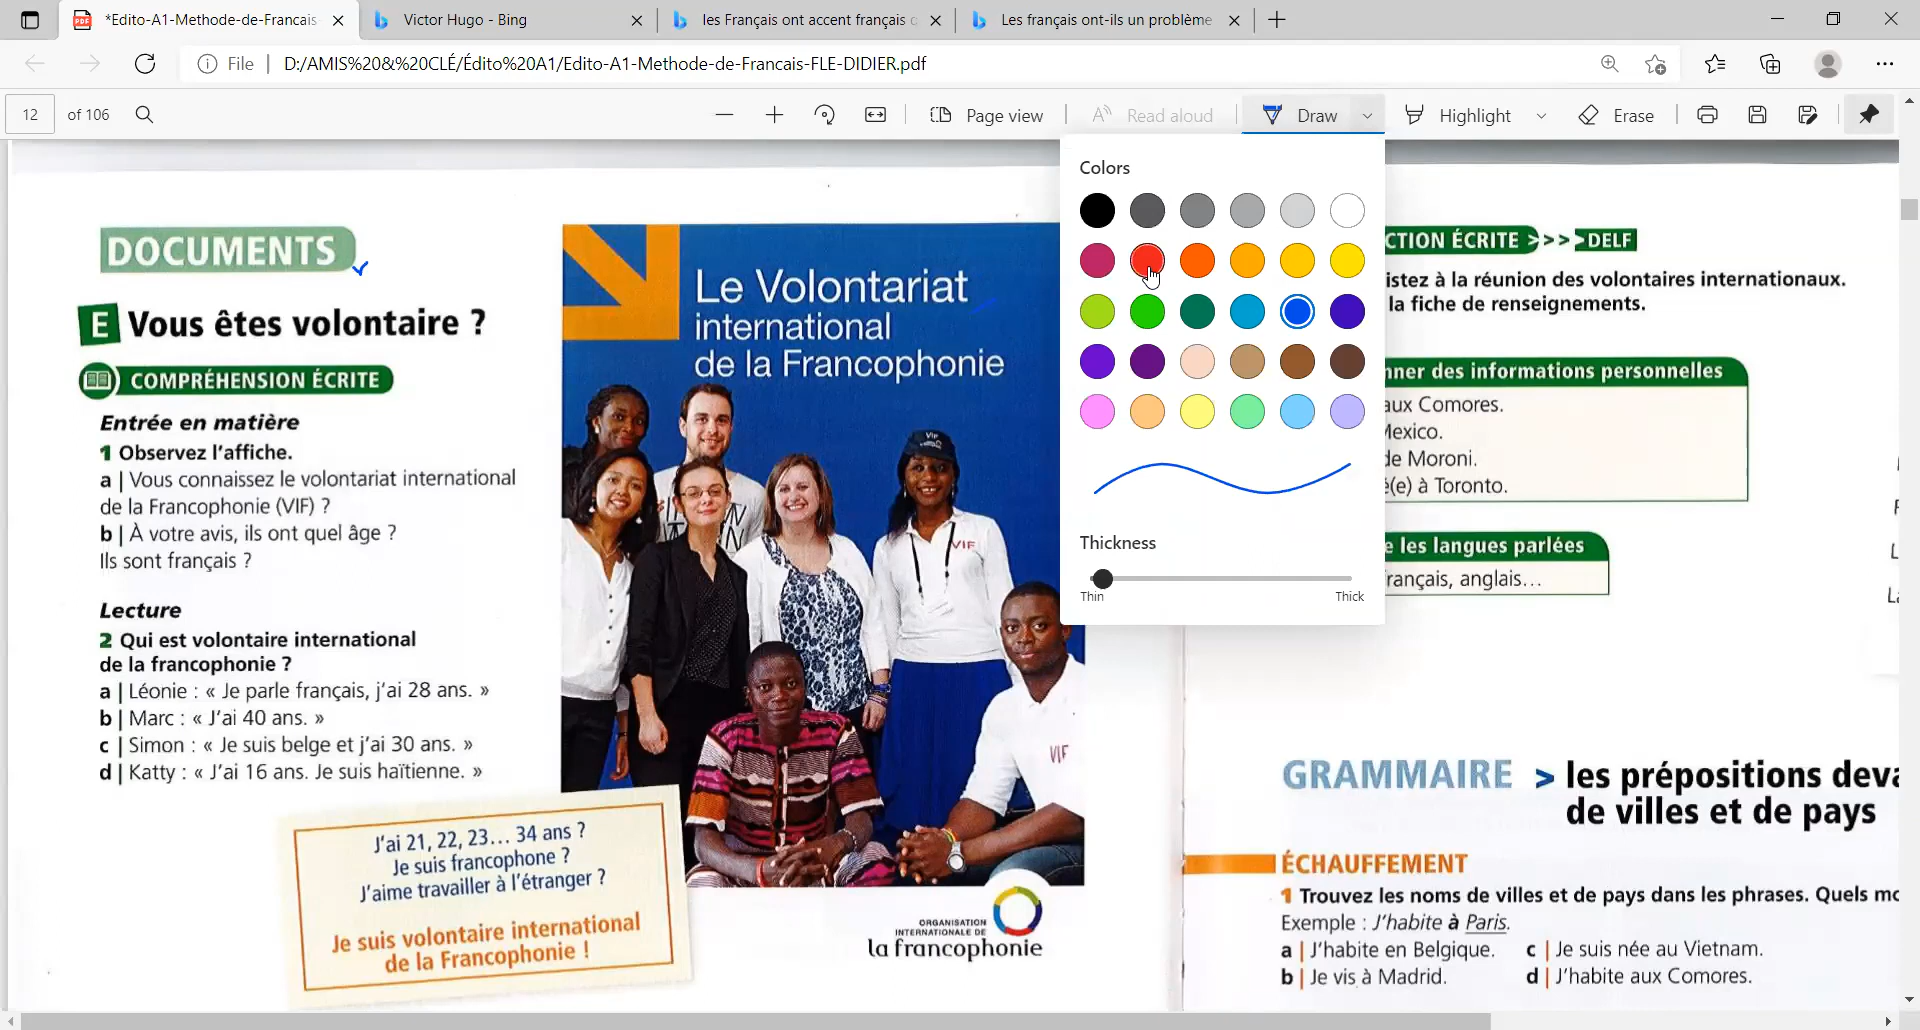 *Edito-A1-Methode-de-Francais-
Victor Hugo - Bing
les Français ont accent français
Les français ont-ils un problème
File
D:/AMIS%20&%20CLÉ/Édito%20A1/Edito-A1-Methode-de-Francais-FLE-DIDIER.pdf
12 of 106
Page view
Read aloud
Draw
Highlight
Erase
DOCUMENTS
E Vous êtes volontaire ?
COMPRÉHENSION ÉCRITE
Entrée en matière
1 Observez l'affiche.
a | Vous connaissez le volontariat international
de la Francophonie (VIF) ?
b | À votre avis, ils ont quel âge ?
Ils sont français ?
Lecture
2 Qui est volontaire international
de la francophonie ?
a | Léonie : « Je parle français, j'ai 28 ans. »
b | Marc : « J'ai 40 ans. »
c | Simon : « Je suis belge et j'ai 30 ans. »
d | Katty : « J'ai 16 ans. Je suis haïtienne. »
J'ai 21, 22, 23... 34 ans ?
Je suis francophone ?
J'aime travailler à l'étranger ?
Je suis volontaire international
de la Francophonie !
Le Volontariat
international
de la Francophonie
VIF
VIF
VIF
ORGANISATION
INTERNATIONALE DE
la francophonie
Colors
Thickness
Thin
Thick
CTION ÉCRITE >>> DELF
istez à la réunion des volontaires internationaux.
la fiche de renseignements.
nner des informations personnelles
aux Comores.
Mexico.
de Moroni.
é(e) à Toronto.
e les langues parlées
rançais, anglais...
GRAMMAIRE > les prépositions deva
de villes et de pays
ÉCHAUFFEMENT
1 Trouvez les noms de villes et de pays dans les phrases. Quels mo
Exemple : J'habite à Paris.
a | J'habite en Belgique.
b | Je vis à Madrid.
c | Je suis née au Vietnam.
d | J'habite aux Comores.